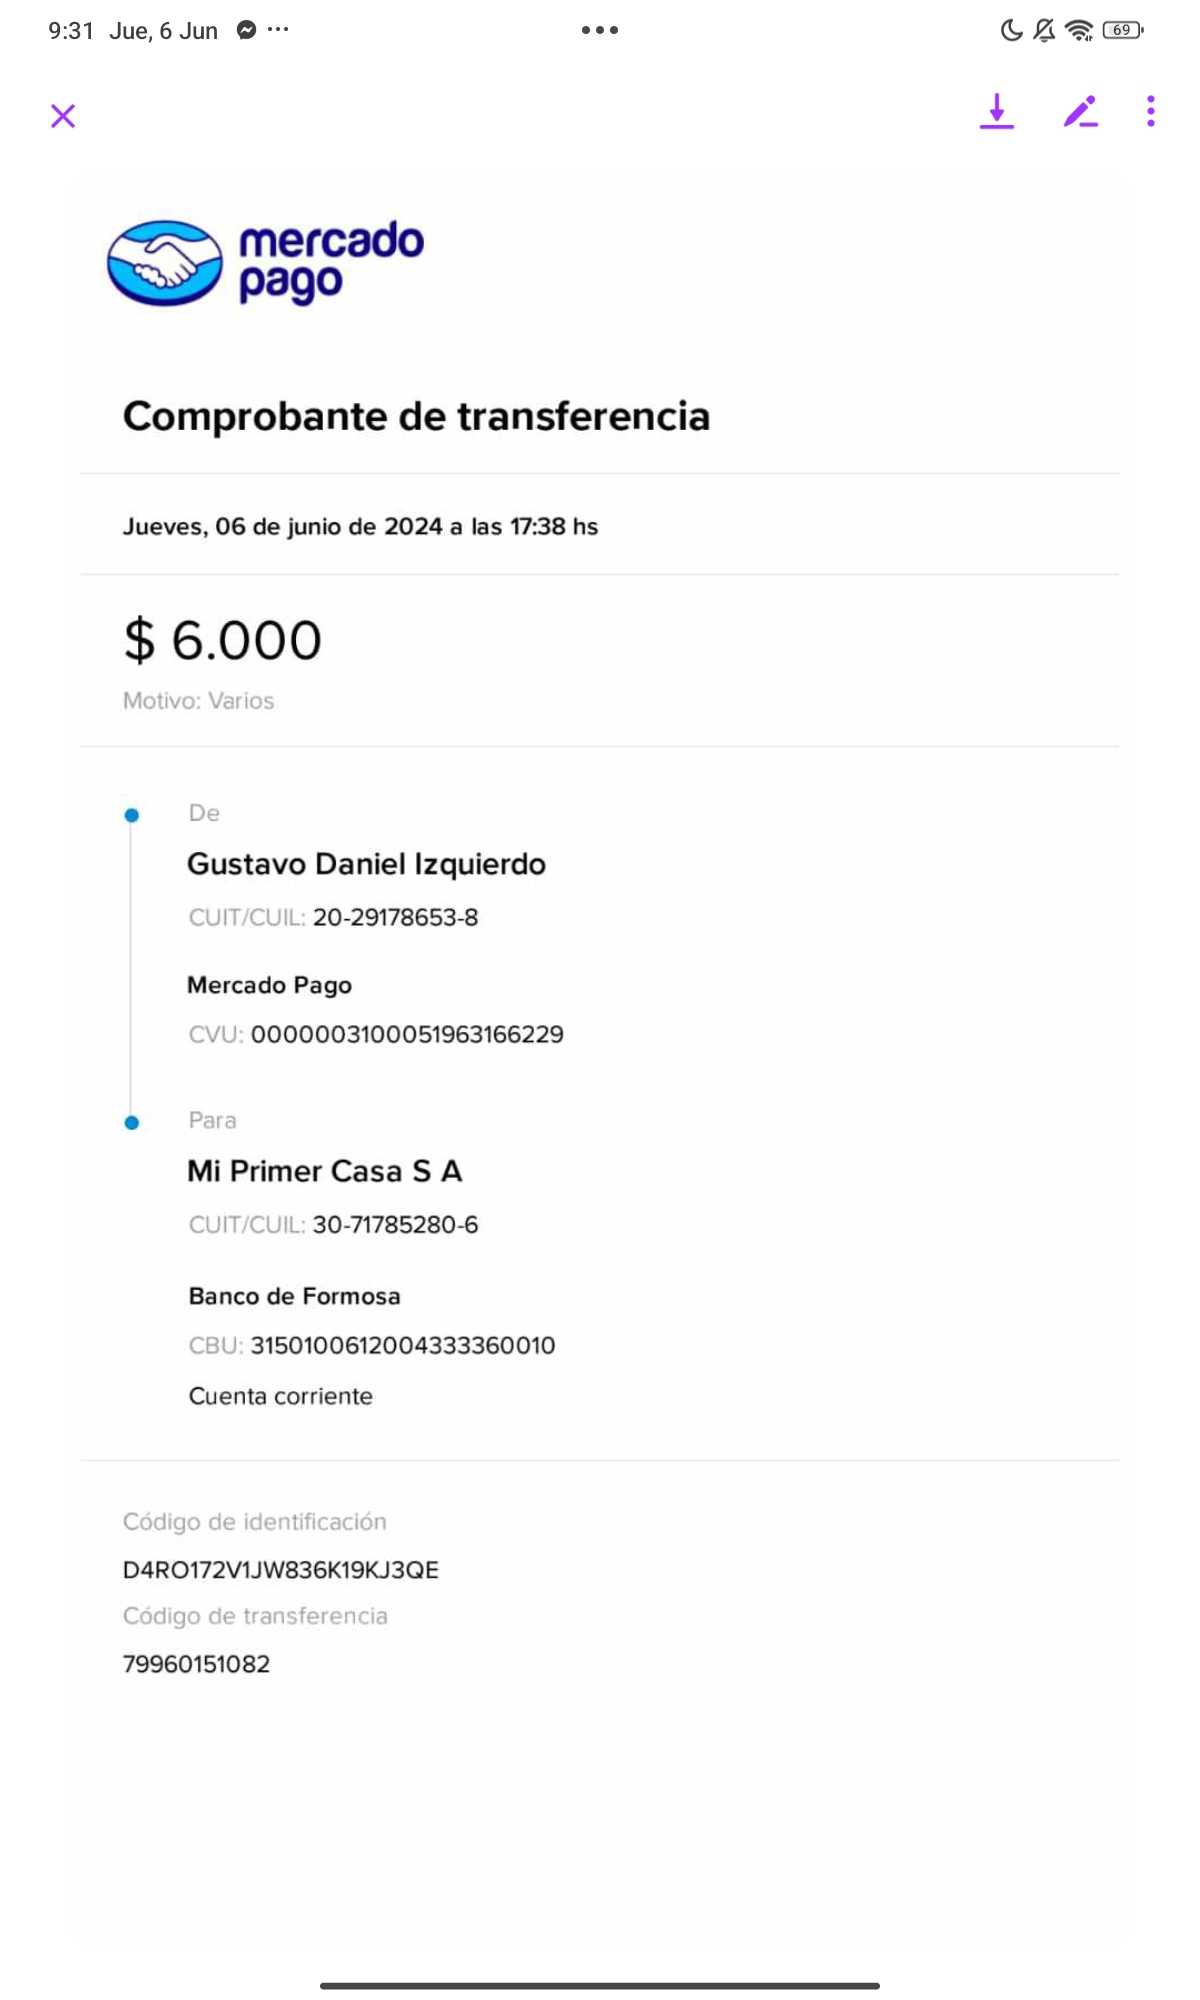 9:31 Jue, 6 Jun
69
mercado
pago
Comprobante de transferencia
Jueves, 06 de junio de 2024 a las 17:38 hs
$ 6.000
Motivo: Varios
De
Gustavo Daniel Izquierdo
CUIT/CUIL: 20-29178653-8
Mercado Pago
CVU: 0000003100051963166229
Para
Mi Primer Casa S A
CUIT/CUIL: 30-71785280-6
Banco de Formosa
CBU: 3150100612004333360010
Cuenta corriente
Código de identificación
D4RO172V1JW836K19KJ3QE
Código de transferencia
79960151082